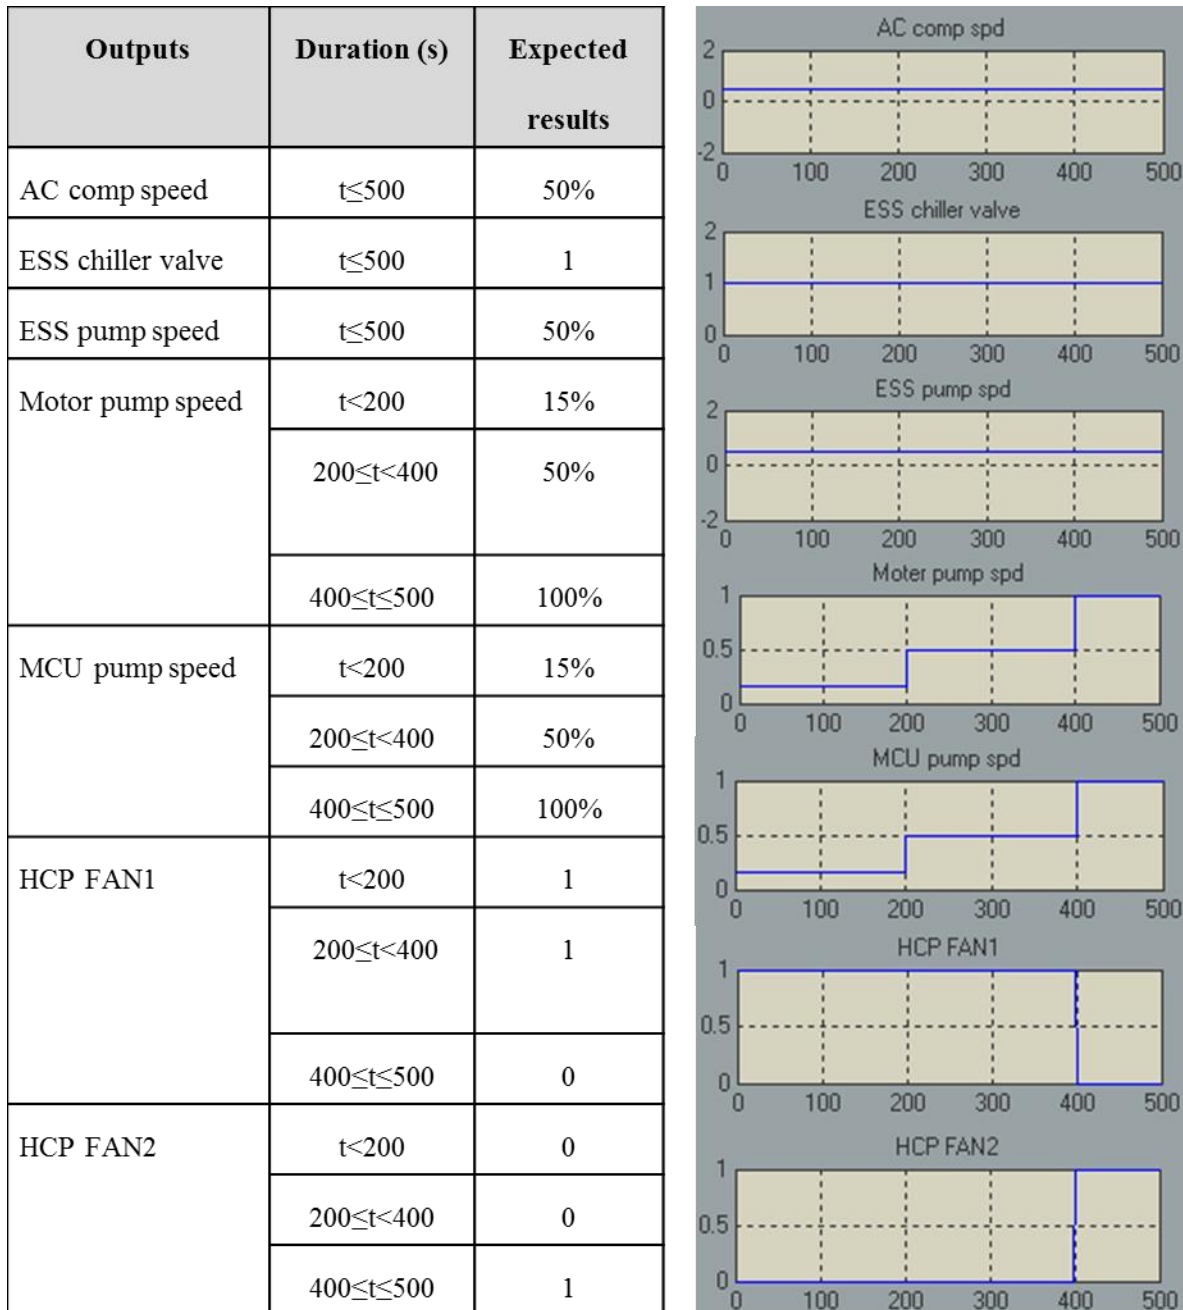 Outputs Duration (s) Expected
results
AC comp speed t≤500 50%
ESS chiller valve t≤500 1
ESS pump speed t≤500 50%
Motor pump speed t<200 15%
200≤t<400 50%
400≤t≤500 100%
MCU pump speed t<200 15%
200≤t<400 50%
400≤t≤500 100%
HCP FAN1 t<200 1
200≤t<400 1
400≤t≤500 0
HCP FAN2 t<200 0
200≤t<400 0
400≤t≤500 1
AC comp spd
2
0
-2
0 100 200 300 400 500
ESS chiller valve
2
1
0
0 100 200 300 400 500
ESS pump spd
2
0
-2
0 100 200 300 400 500
Moter pump spd
1
0.5
0
0 100 200 300 400 500
MCU pump spd
1
0.5
0
0 100 200 300 400 500
HCP FAN1
1
0.5
0
0 100 200 300 400 500
HCP FAN2
1
0.5
0
0 100 200 300 400 500